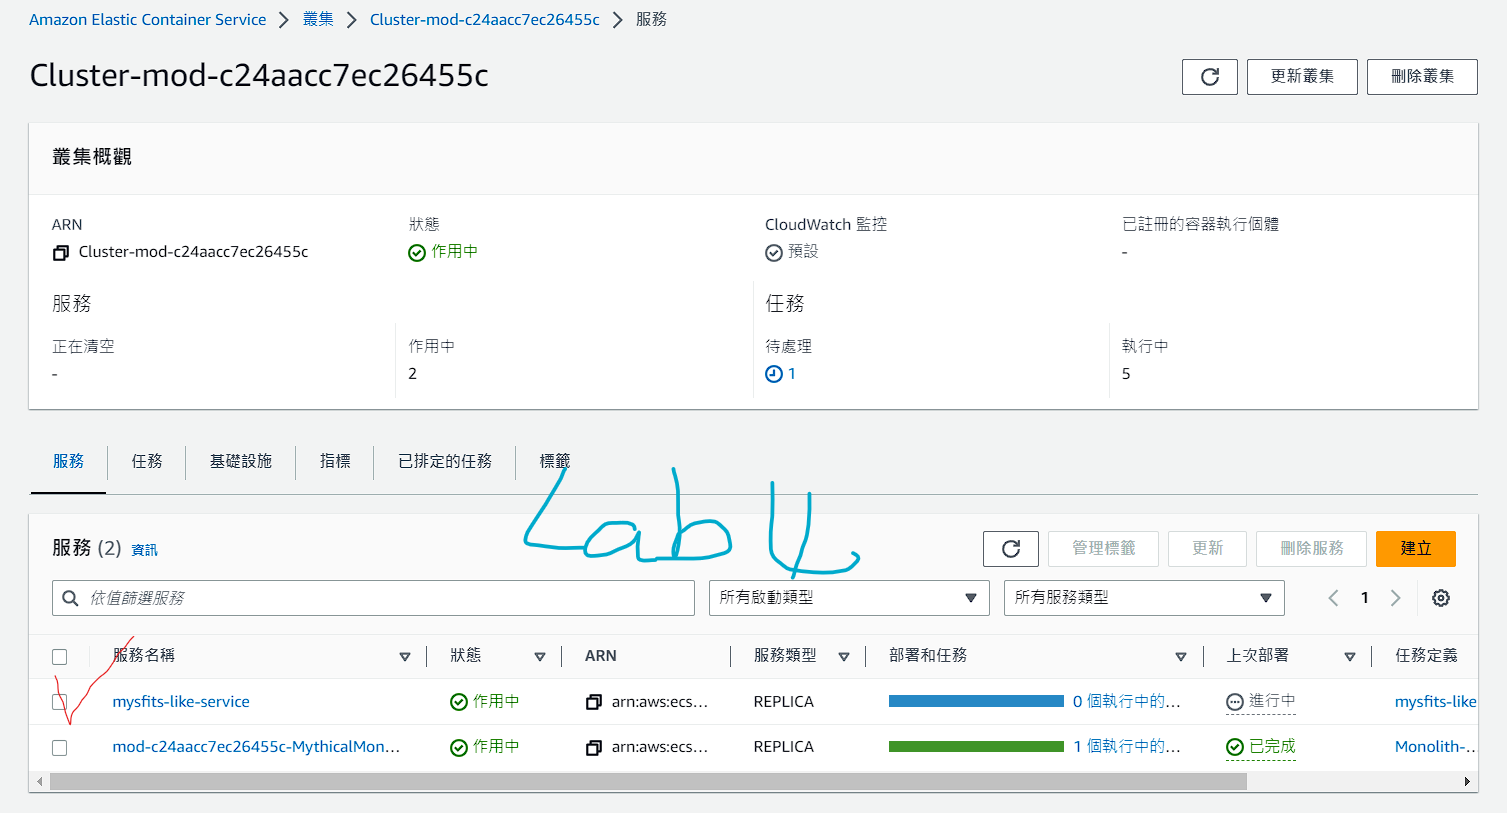 Amazon Elastic Container Service > 叢集 > Cluster-mod-c24aacc7ec26455c > 服務
Cluster-mod-c24aacc7ec26455c
更新叢集 刪除叢集
叢集概觀
ARN 狀態 CloudWatch 監控 已註冊的容器執行個體
Cluster-mod-c24aacc7ec26455c 作用中 預設 -
服務 任務
正在清空 作用中 待處理 執行中
- 2 1 5
服務 任務 基礎設施 指標 已排定的任務 標籤
Lab 4
服務 (2) 資訊 管理標籤 更新 刪除服務 建立
依值篩選服務 所有啟動類型 所有服務類型 1
服務名稱 狀態 ARN 服務類型 部署和任務 上次部署 任務定義
mysfits-like-service 作用中 arn:aws:ecs... REPLICA 0 個執行中的... 進行中 mysfits-like
mod-c24aacc7ec26455c-MythicalMon... 作用中 arn:aws:ecs... REPLICA 1 個執行中的... 已完成 Monolith-...